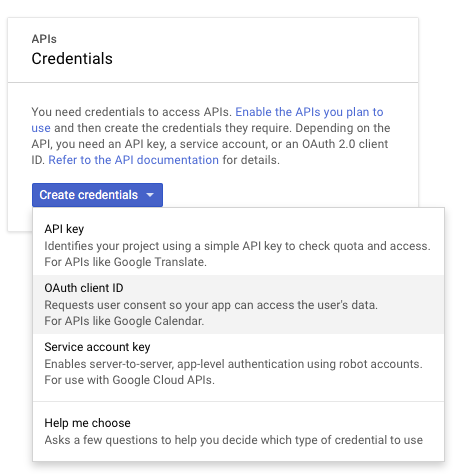 APIs
Credentials
You need credentials to access APIs. Enable the APIs you plan to
use and then create the credentials they require. Depending on the
API, you need an API key, a service account, or an OAuth 2.0 client
ID. Refer to the API documentation for details.
Create credentials
API key
Identifies your project using a simple API key to check quota and access.
For APIs like Google Translate.
OAuth client ID
Requests user consent so your app can access the user's data.
For APIs like Google Calendar.
Service account key
Enables server-to-server, app-level authentication using robot accounts.
For use with Google Cloud APIs.
Help me choose
Asks a few questions to help you decide which type of credential to use